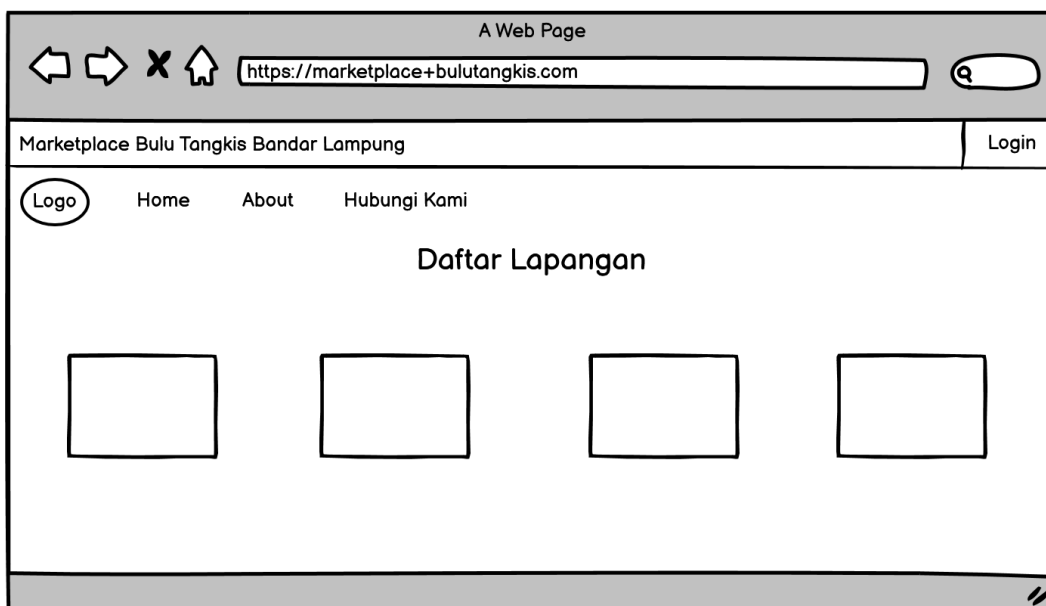 A Web Page
https://marketplace+bulutangkis.com
Marketplace Bulu Tangkis Bandar Lampung
Login
Logo
Home
About
Hubungi Kami
Daftar Lapangan